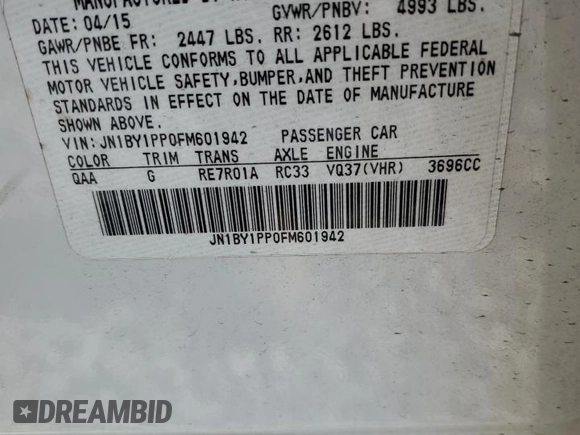 MANUFACTURED BY
DATE: 04/15 GVWR/PNBV: 4993 LBS.
GAWR/PNBE FR: 2447 LBS. RR: 2612 LBS.
THIS VEHICLE CONFORMS TO ALL APPLICABLE FEDERAL
MOTOR VEHICLE SAFETY,BUMPER,AND THEFT PREVENTION
STANDARDS IN EFFECT ON THE DATE OF MANUFACTURE
SHOWN ABOVE.
VIN:JN1BY1PP0FM601942 PASSENGER CAR
COLOR TRIM TRANS AXLE ENGINE
QAA G RE7R01A RC33 VQ37(VHR) 3696CC
JN1BY1PP0FM601942
DREAMBID